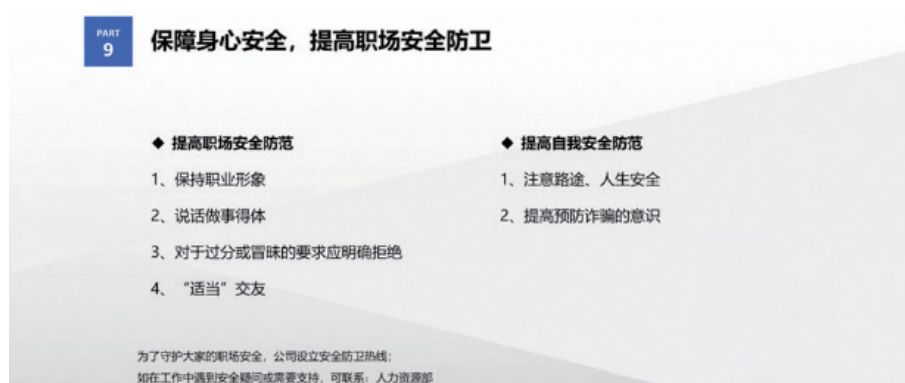 PART
9
保障身心安全，提高职场安全防卫
◆ 提高职场安全防范
1、保持职业形象
2、说话做事得体
3、对于过分或冒昧的要求应明确拒绝
4、“适当”交友
◆ 提高自我安全防范
1、注意路途、人生安全
2、提高预防诈骗的意识
为了守护大家的职场安全，公司设立安全防卫热线；
如在工作中遇到安全疑问或需要支持，可联系：人力资源部